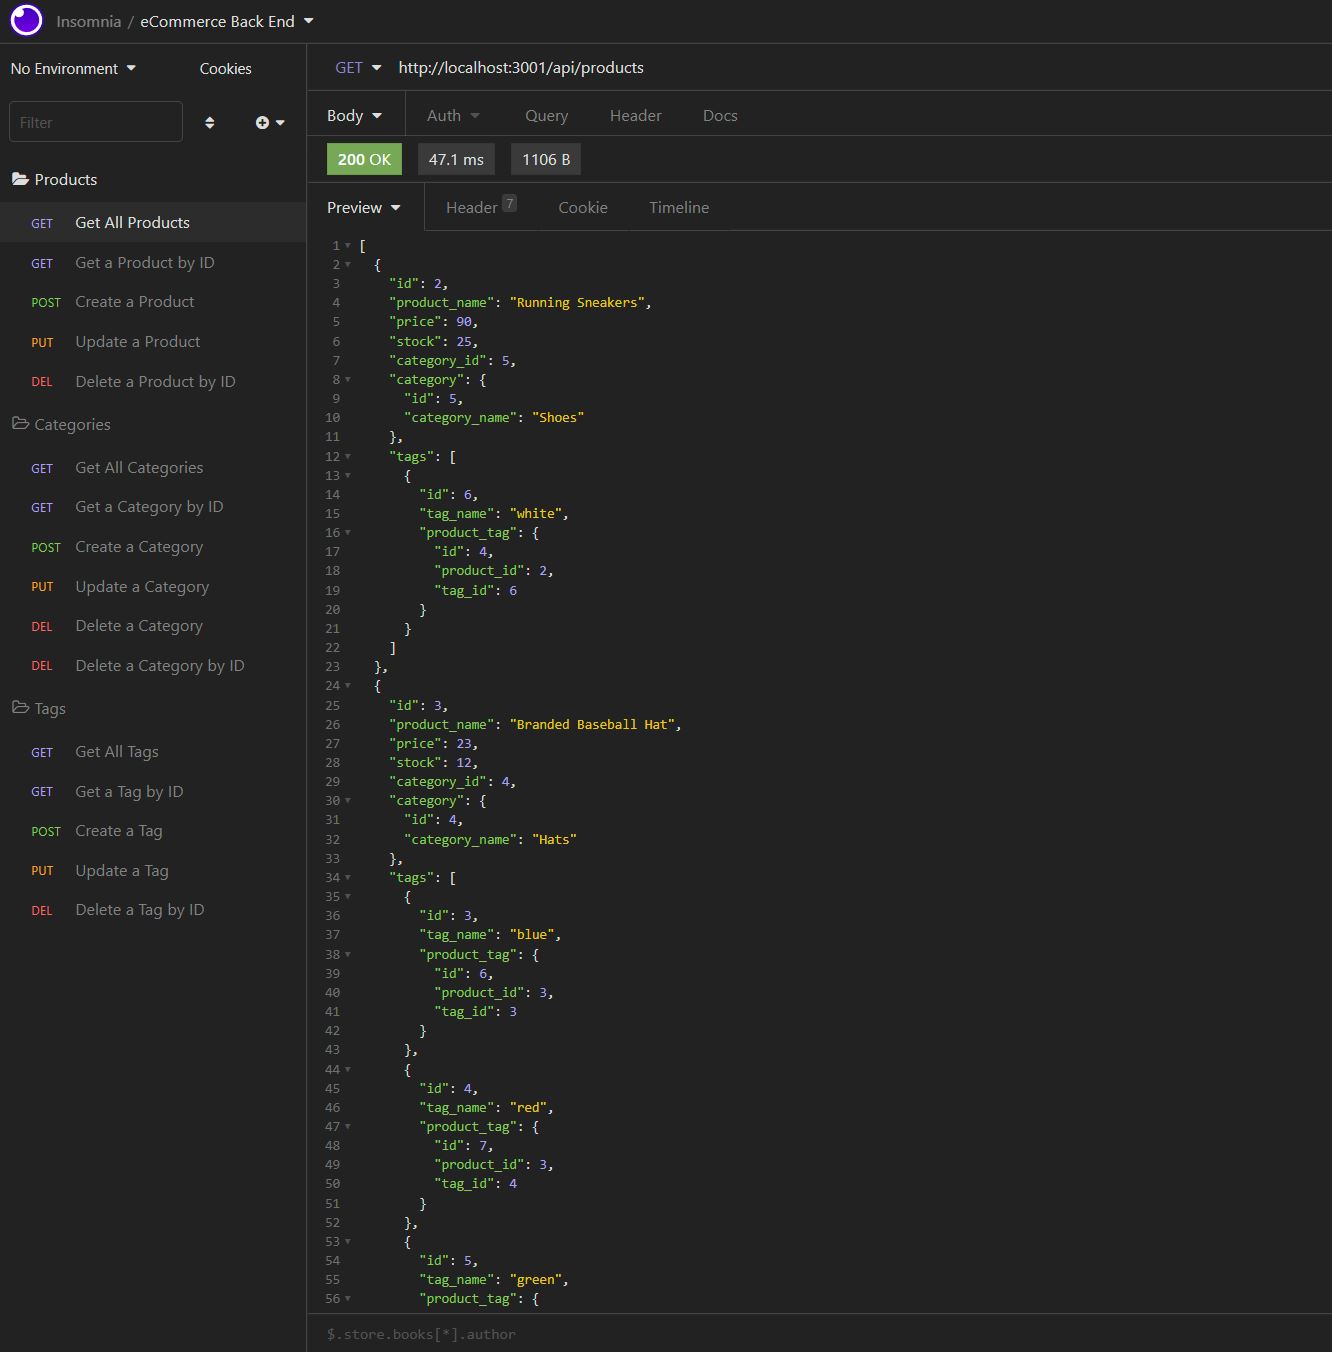 Insomnia / eCommerce Back End
No Environment
Cookies
Filter
Products
GET Get All Products
GET Get a Product by ID
POST Create a Product
PUT Update a Product
DEL Delete a Product by ID
Categories
GET Get All Categories
GET Get a Category by ID
POST Create a Category
PUT Update a Category
DEL Delete a Category
DEL Delete a Category by ID
Tags
GET Get All Tags
GET Get a Tag by ID
POST Create a Tag
PUT Update a Tag
DEL Delete a Tag by ID
GET http://localhost:3001/api/products
Body Auth Query Header Docs
200 OK 47.1 ms 1106 B
Preview Header 7 Cookie Timeline
1 [
2 {
3 "id": 2,
4 "product_name": "Running Sneakers",
5 "price": 90,
6 "stock": 25,
7 "category_id": 5,
8 "category": {
9 "id": 5,
10 "category_name": "Shoes"
11 },
12 "tags": [
13 {
14 "id": 6,
15 "tag_name": "white",
16 "product_tag": {
17 "id": 4,
18 "product_id": 2,
19 "tag_id": 6
20 }
21 }
22 ]
23 },
24 {
25 "id": 3,
26 "product_name": "Branded Baseball Hat",
27 "price": 23,
28 "stock": 12,
29 "category_id": 4,
30 "category": {
31 "id": 4,
32 "category_name": "Hats"
33 },
34 "tags": [
35 {
36 "id": 3,
37 "tag_name": "blue",
38 "product_tag": {
39 "id": 6,
40 "product_id": 3,
41 "tag_id": 3
42 }
43 },
44 {
45 "id": 4,
46 "tag_name": "red",
47 "product_tag": {
48 "id": 7,
49 "product_id": 3,
50 "tag_id": 4
51 }
52 },
53 {
54 "id": 5,
55 "tag_name": "green",
56 "product_tag": {
$.store.books[*].author